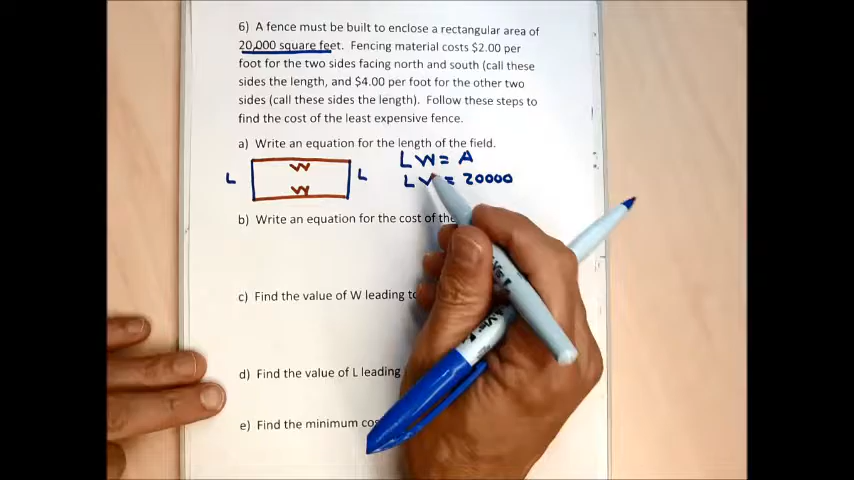 6) A fence must be built to enclose a rectangular area of
20,000 square feet. Fencing material costs $2.00 per
foot for the two sides facing north and south (call these
sides the length, and $4.00 per foot for the other two
sides (call these sides the length). Follow these steps to
find the cost of the least expensive fence.
a) Write an equation for the length of the field.
L W = A
W
L L
L W = 20000
W
b) Write an equation for the cost of the
c) Find the value of W leading to
d) Find the value of L leading
e) Find the minimum